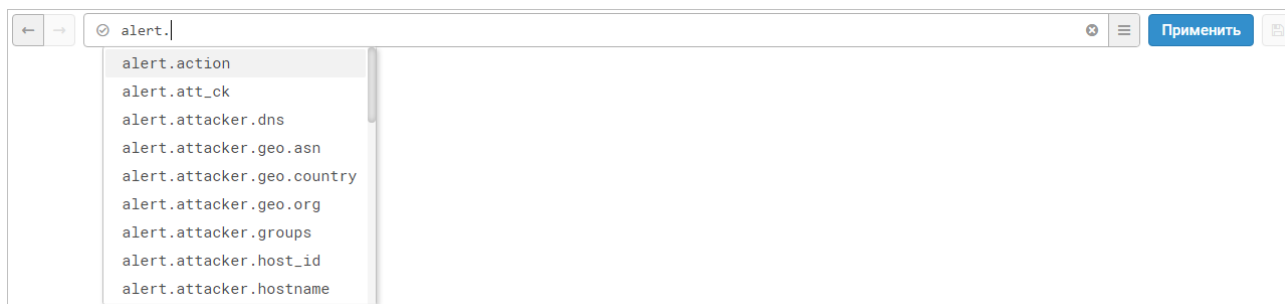 alert. Применить
alert.action
alert.att_ck
alert.attacker.dns
alert.attacker.geo.asn
alert.attacker.geo.country
alert.attacker.geo.org
alert.attacker.groups
alert.attacker.host_id
alert.attacker.hostname